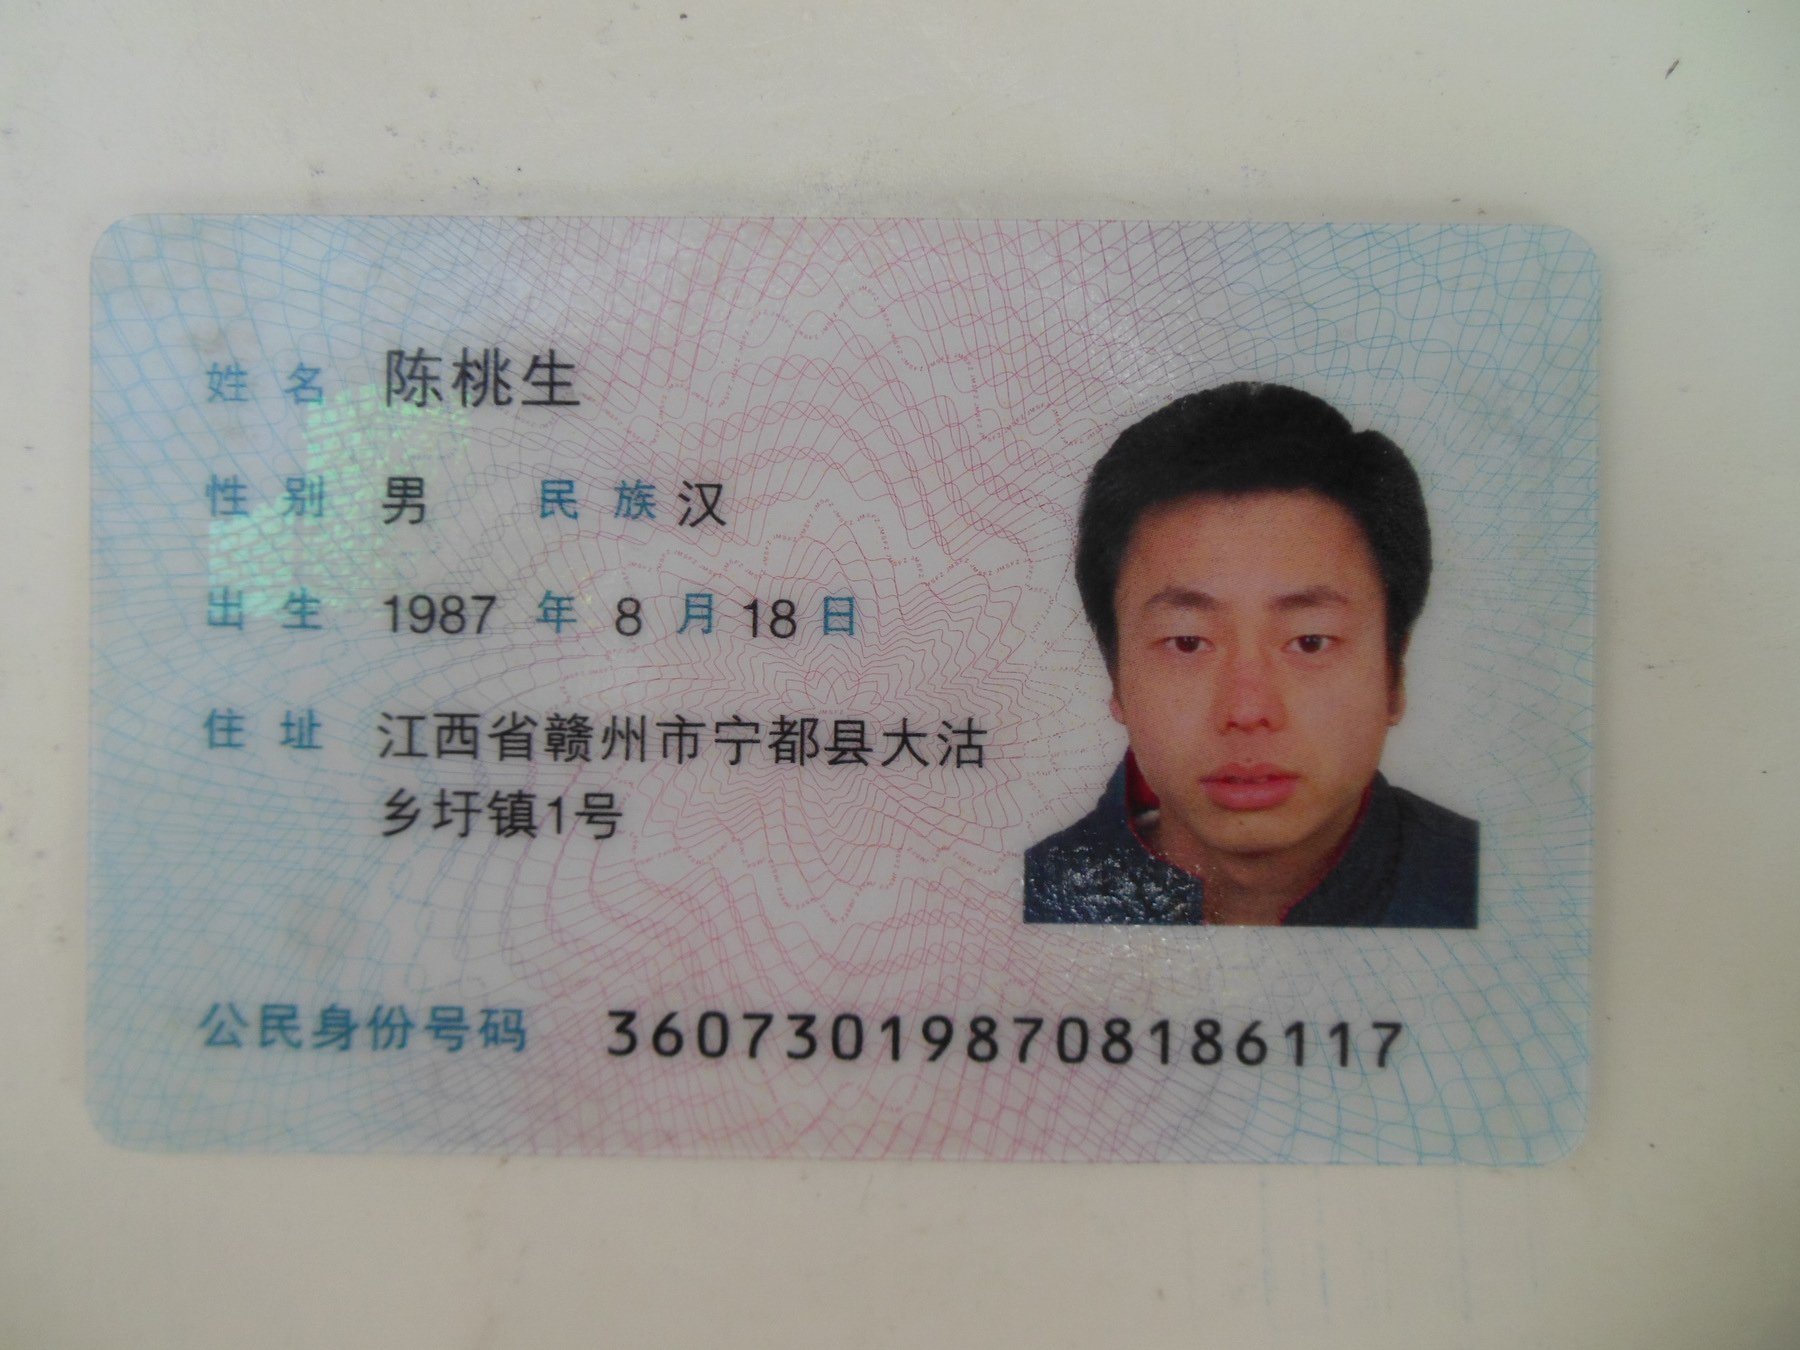 姓名 陈桃生
性别 男 民族 汉
出生 1987 年 8 月 18 日
住址 江西省赣州市宁都县大沽
乡圩镇1号
公民身份号码 360730198708186117